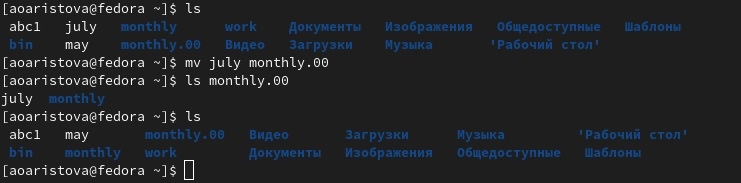 [aoaristova@fedora ~]$ ls
abc1 july monthly work Документы Изображения Общедоступные Шаблоны
bin may monthly.00 Видео Загрузки Музыка 'Рабочий стол'
[aoaristova@fedora ~]$ mv july monthly.00
[aoaristova@fedora ~]$ ls monthly.00
july monthly
[aoaristova@fedora ~]$ ls
abc1 may monthly.00 Видео Загрузки Музыка 'Рабочий стол'
bin monthly work Документы Изображения Общедоступные Шаблоны
[aoaristova@fedora ~]$